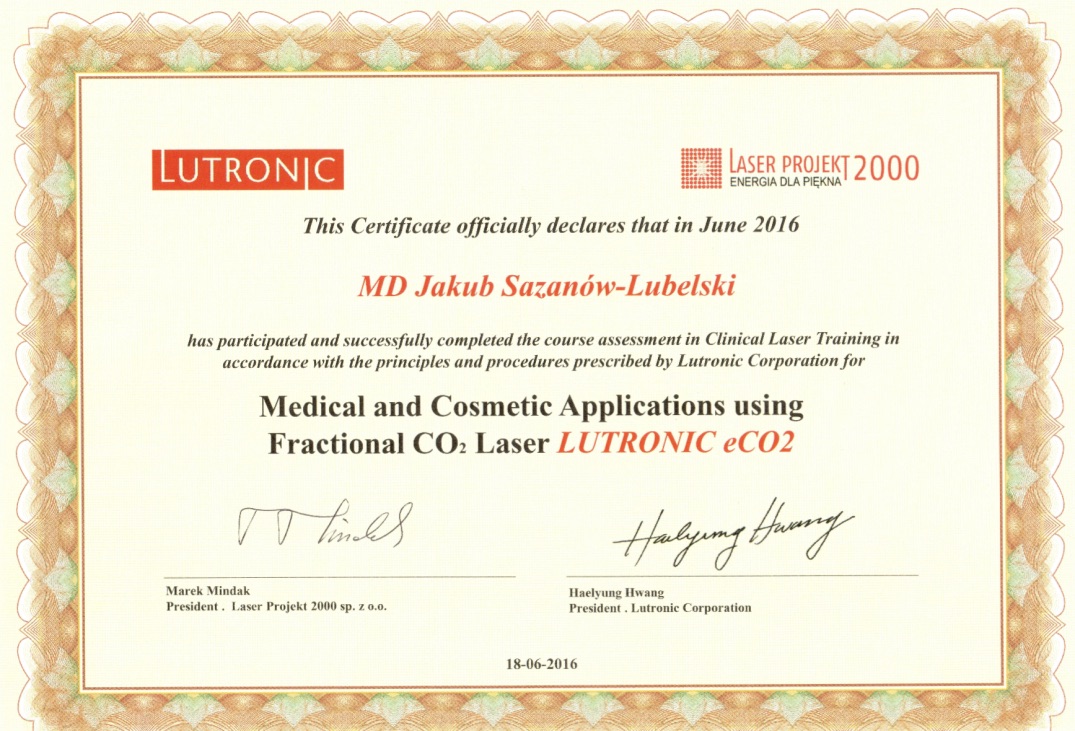 LUTRONIC
LASER PROJEKT 2000
ENERGIA DLA PIĘKNA
This Certificate officially declares that in June 2016
MD Jakub Sazanów-Lubelski
has participated and successfully completed the course assessment in Clinical Laser Training in
accordance with the principles and procedures prescribed by Lutronic Corporation for
Medical and Cosmetic Applications using
Fractional CO₂ Laser LUTRONIC eCO2
Haelyung Hwang
Marek Mindak
President . Laser Projekt 2000 sp. z o.o.
Haelyung Hwang
President . Lutronic Corporation
18-06-2016